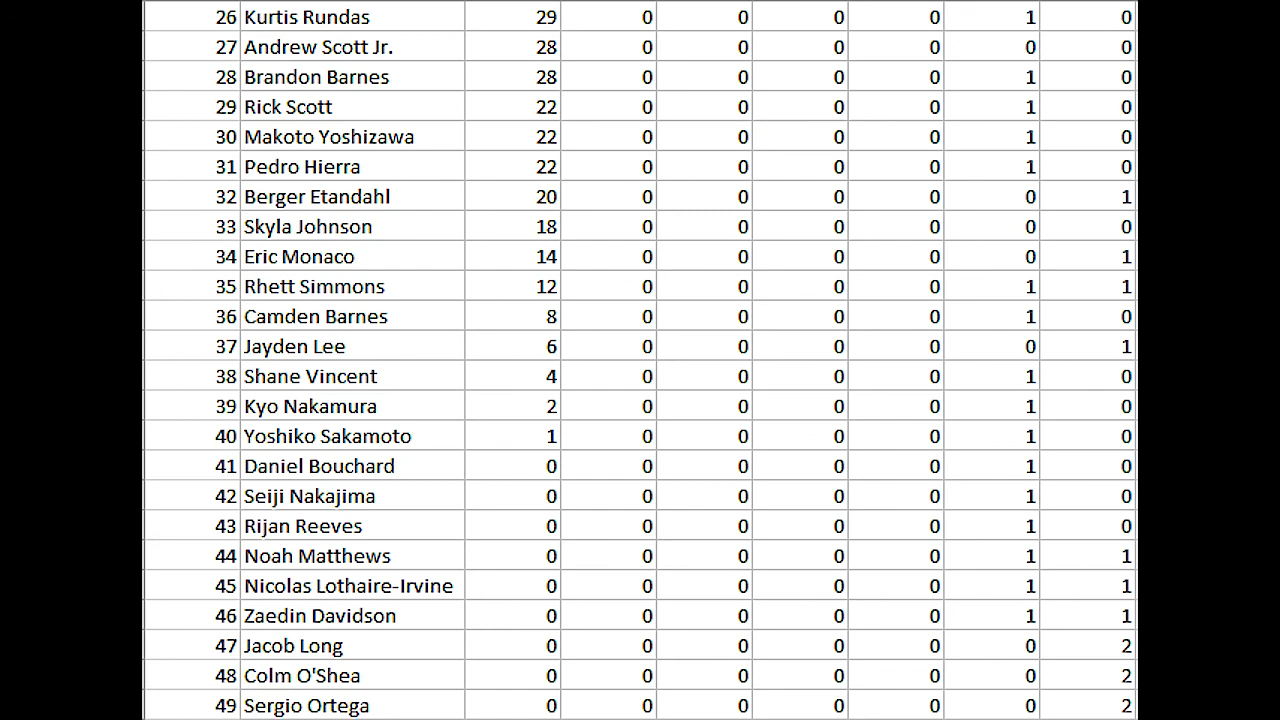 26 Kurtis Rundas 29 0 0 0 0 1 0
27 Andrew Scott Jr. 28 0 0 0 0 0 0
28 Brandon Barnes 28 0 0 0 0 1 0
29 Rick Scott 22 0 0 0 0 1 0
30 Makoto Yoshizawa 22 0 0 0 0 1 0
31 Pedro Hierra 22 0 0 0 0 1 0
32 Berger Etandahl 20 0 0 0 0 0 1
33 Skyla Johnson 18 0 0 0 0 0 0
34 Eric Monaco 14 0 0 0 0 0 1
35 Rhett Simmons 12 0 0 0 0 1 1
36 Camden Barnes 8 0 0 0 0 1 0
37 Jayden Lee 6 0 0 0 0 0 1
38 Shane Vincent 4 0 0 0 0 1 0
39 Kyo Nakamura 2 0 0 0 0 1 0
40 Yoshiko Sakamoto 1 0 0 0 0 1 0
41 Daniel Bouchard 0 0 0 0 0 1 0
42 Seiji Nakajima 0 0 0 0 0 1 0
43 Rijan Reeves 0 0 0 0 0 1 0
44 Noah Matthews 0 0 0 0 0 1 1
45 Nicolas Lothaire-Irvine 0 0 0 0 0 1 1
46 Zaedin Davidson 0 0 0 0 0 1 1
47 Jacob Long 0 0 0 0 0 0 2
48 Colm O'Shea 0 0 0 0 0 0 2
49 Sergio Ortega 0 0 0 0 0 0 2